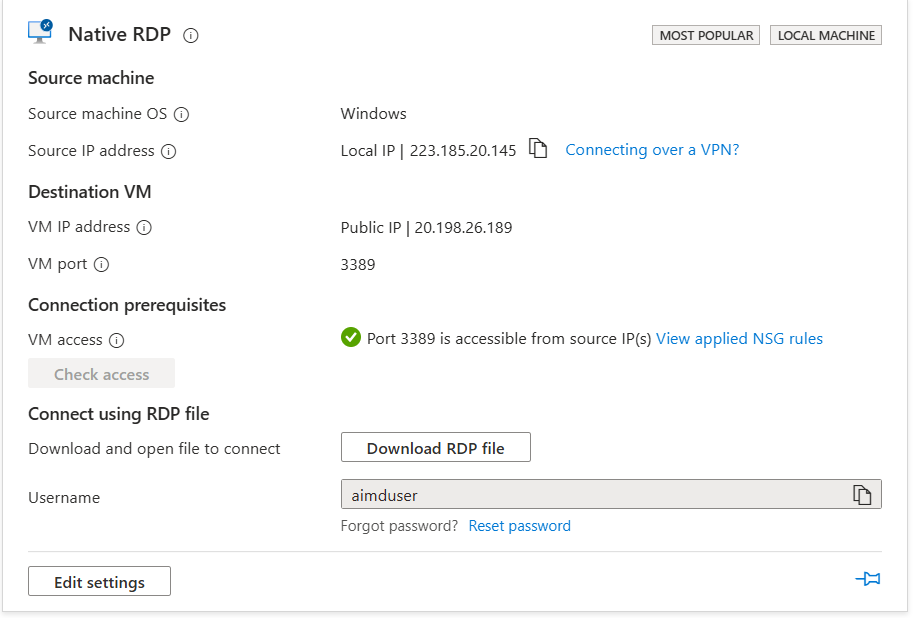 Native RDP
MOST POPULAR
LOCAL MACHINE
Source machine
Source machine OS
Windows
Source IP address
Local IP | 223.185.20.145
Connecting over a VPN?
Destination VM
VM IP address
Public IP | 20.198.26.189
VM port
3389
Connection prerequisites
VM access
Port 3389 is accessible from source IP(s) View applied NSG rules
Check access
Connect using RDP file
Download and open file to connect
Download RDP file
Username
aimduser
Forgot password? Reset password
Edit settings